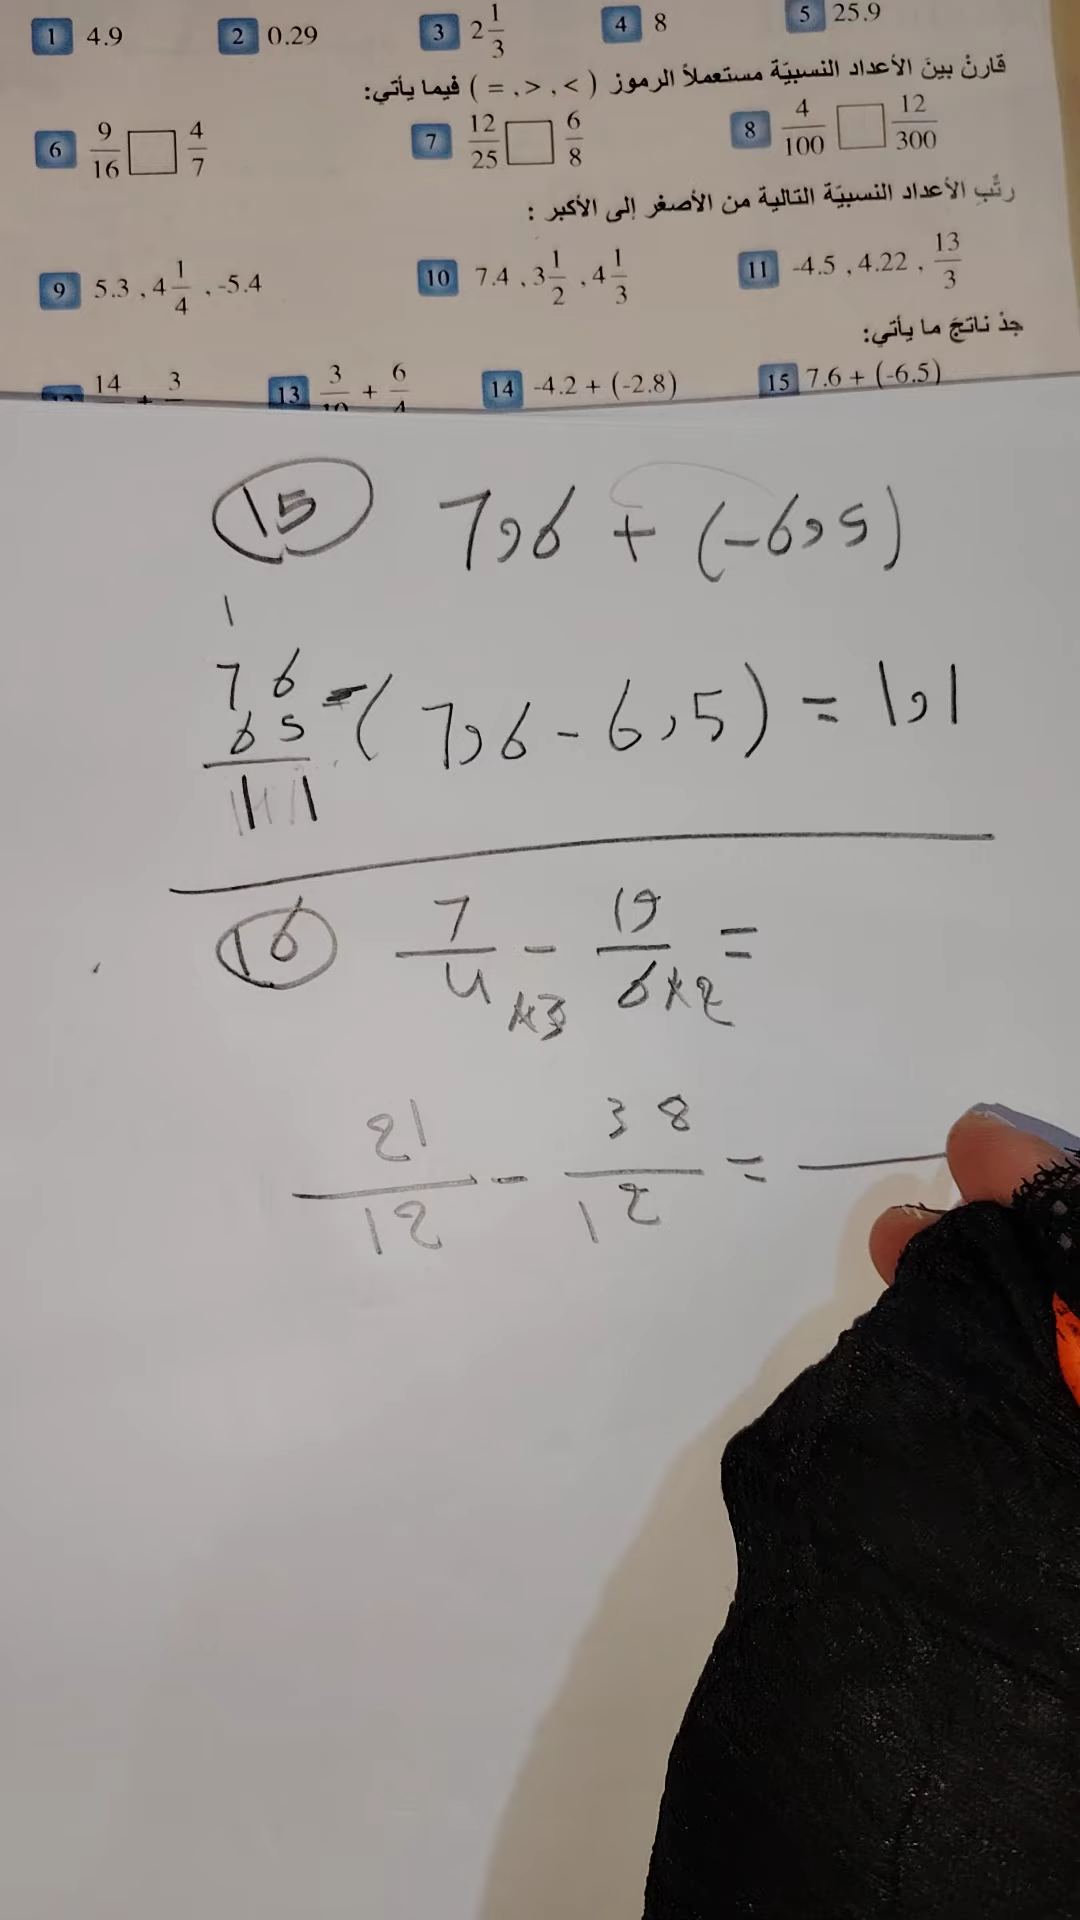 1 4.9 2 0.29 3 2 1/3 4 8 5 25.9
قارنْ بينَ الأعداد النسبيّة مستعملاً الرموز ( > ، < ، = ) فيما يأتي:
6 9/16 □ 4/7 7 12/25 □ 6/8 8 4/100 □ 12/300
رتِّبِ الأعداد النسبيّة التالية من الأصغر إلى الأكبر :
9 5.3 , 4 1/4 , -5.4 10 7.4 , 3 1/2 , 4 1/3 11 -4.5 , 4.22 , 13/3
جدْ ناتجَ ما يأتي:
14 + 3 13 3/10 + 6/4 14 -4.2 + (-2.8) 15 7.6 + (-6.5)
15 7,6 + (-6,5)
1
7 6
6 5
1 1
- (7,6 - 6,5) = 1,1
16 7/4 ×3 - 19/6 ×2 =
21/12 - 38/12 =